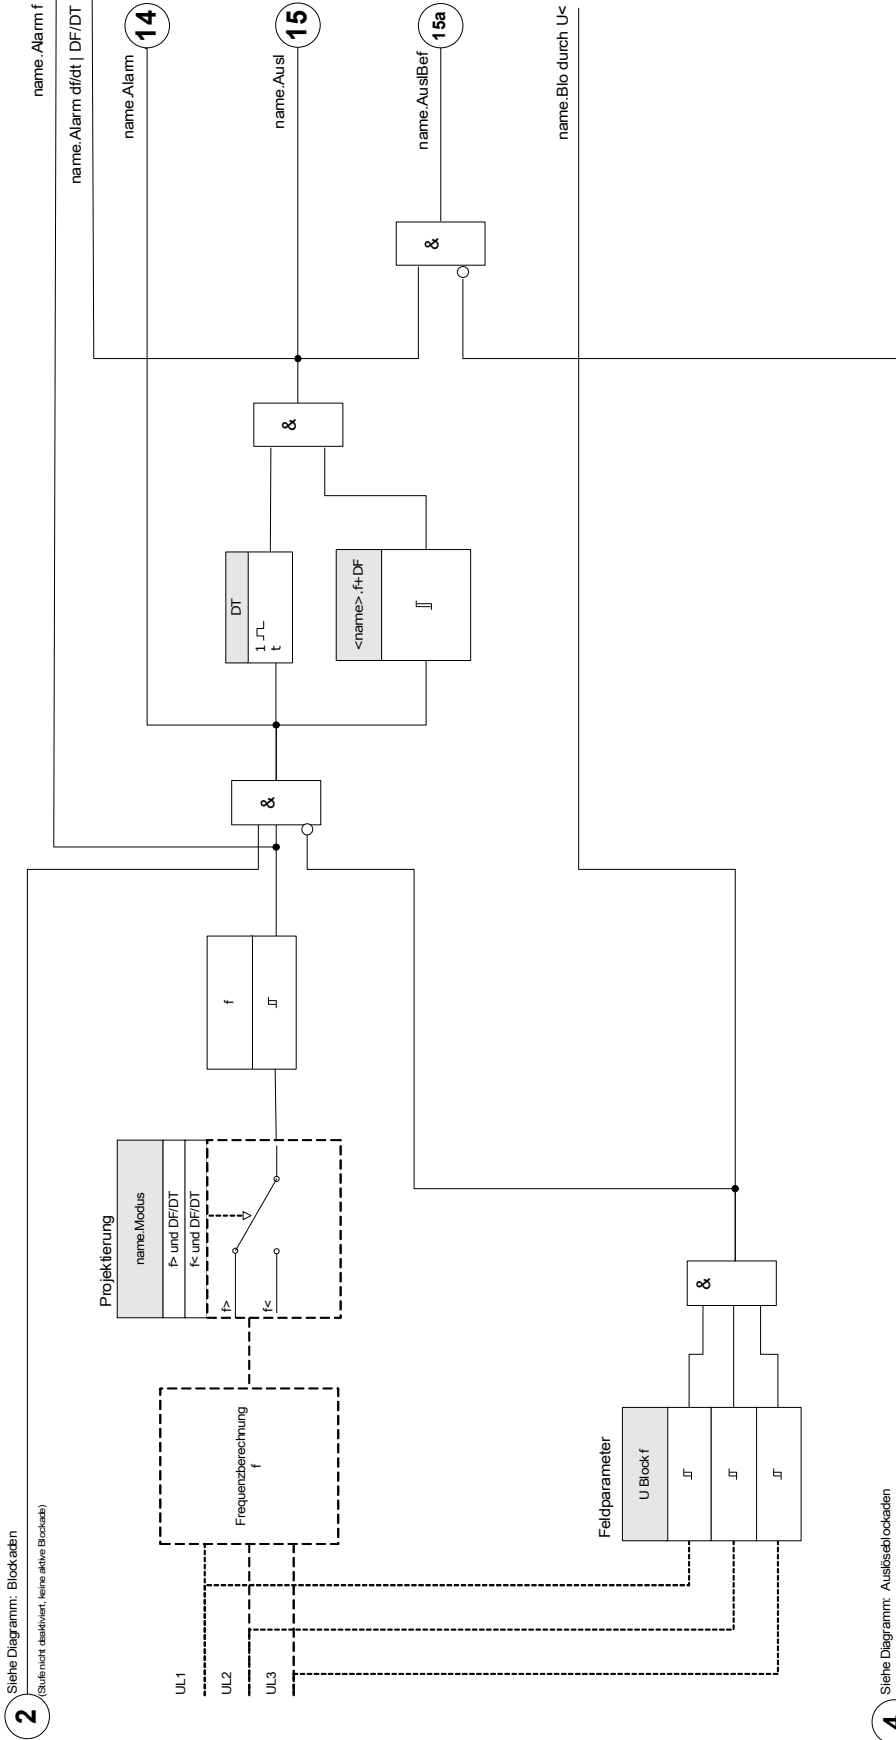 name.Alarm f
name.Alarm df/dt | DF/DT
14
name.Alarm
15
name.Ausl
15a
name.AuslBef
name.Blo durch U<
&
&
DT
1
t
<name>.f+DF
&
f
Projektierung
name.Modus
f> und DF/DT
f< und DF/DT
f>
f<
Frequenzberechnung
f
UL1
UL2
UL3
Feldparameter
U Block f
&
2
Siehe Diagramm: Blockaden
(Stufe nicht deaktiviert, keine aktive Blockade)
4
Siehe Diagramm: Auslöseblockaden